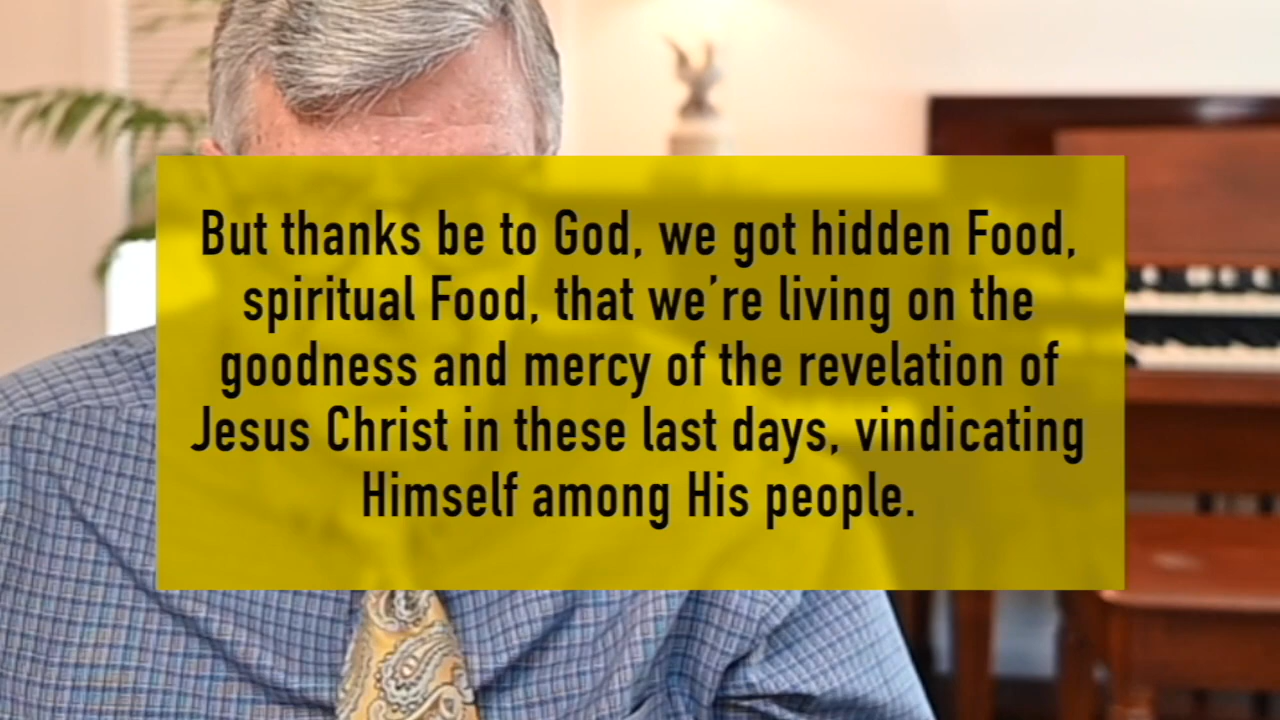 But thanks be to God, we got hidden Food,
spiritual Food, that we’re living on the
goodness and mercy of the revelation of
Jesus Christ in these last days, vindicating
Himself among His people.